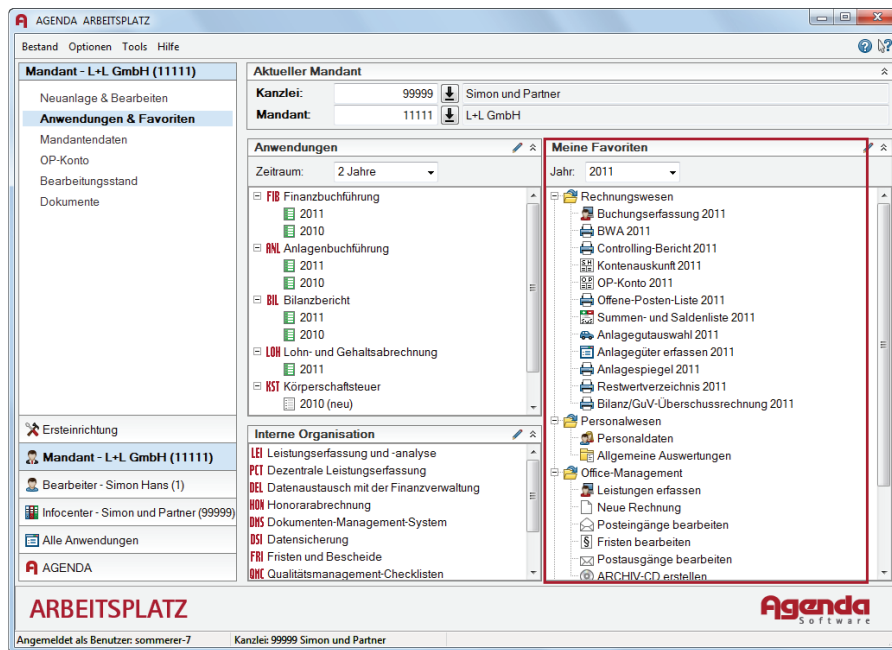 AGENDA ARBEITSPLATZ
Bestand Optionen Tools Hilfe
Mandant - L+L GmbH (11111)
Neuanlage & Bearbeiten
Anwendungen & Favoriten
Mandantendaten
OP-Konto
Bearbeitungsstand
Dokumente
Ersteinrichtung
Mandant - L+L GmbH (11111)
Bearbeiter - Simon Hans (1)
Infocenter - Simon und Partner (99999)
Alle Anwendungen
AGENDA
Aktueller Mandant
Kanzlei: 99999 Simon und Partner
Mandant: 11111 L+L GmbH
Anwendungen
Zeitraum: 2 Jahre
FIB Finanzbuchführung
2011
2010
ANL Anlagenbuchführung
2011
2010
BIL Bilanzbericht
2011
2010
LOH Lohn- und Gehaltsabrechnung
2011
KST Körperschaftsteuer
2010 (neu)
Interne Organisation
LEI Leistungserfassung und -analyse
PCT Dezentrale Leistungserfassung
DEL Datenaustausch mit der Finanzverwaltung
HON Honorarabrechnung
DMS Dokumenten-Management-System
DSI Datensicherung
FRI Fristen und Bescheide
QMC Qualitätsmanagement-Checklisten
Meine Favoriten
Jahr: 2011
Rechnungswesen
Buchungserfassung 2011
BWA 2011
Controlling-Bericht 2011
Kontenauskunft 2011
OP-Konto 2011
Offene-Posten-Liste 2011
Summen- und Saldenliste 2011
Anlagegutauswahl 2011
Anlagegüter erfassen 2011
Anlagespiegel 2011
Restwertverzeichnis 2011
Bilanz/GuV-Überschussrechnung 2011
Personalwesen
Personaldaten
Allgemeine Auswertungen
Office-Management
Leistungen erfassen
Neue Rechnung
Posteingänge bearbeiten
§ Fristen bearbeiten
Postausgänge bearbeiten
ARCHIV-CD erstellen
ARBEITSPLATZ
Agenda
Software
Angemeldet als Benutzer: sommerer-7 Kanzlei: 99999 Simon und Partner